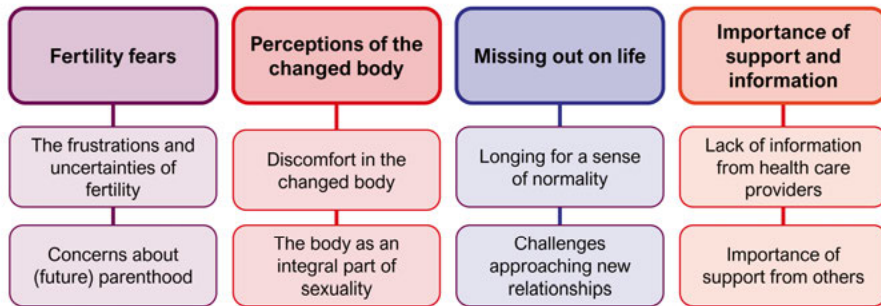 Fertility fears
Perceptions of the
changed body
Missing out on life
Importance of
support and
information
The frustrations and
uncertainties of
fertility
Discomfort in the
changed body
Longing for a sense
of normality
Lack of information
from health care
providers
Concerns about
(future) parenthood
The body as an
integral part of
sexuality
Challenges
approaching new
relationships
Importance of
support from others